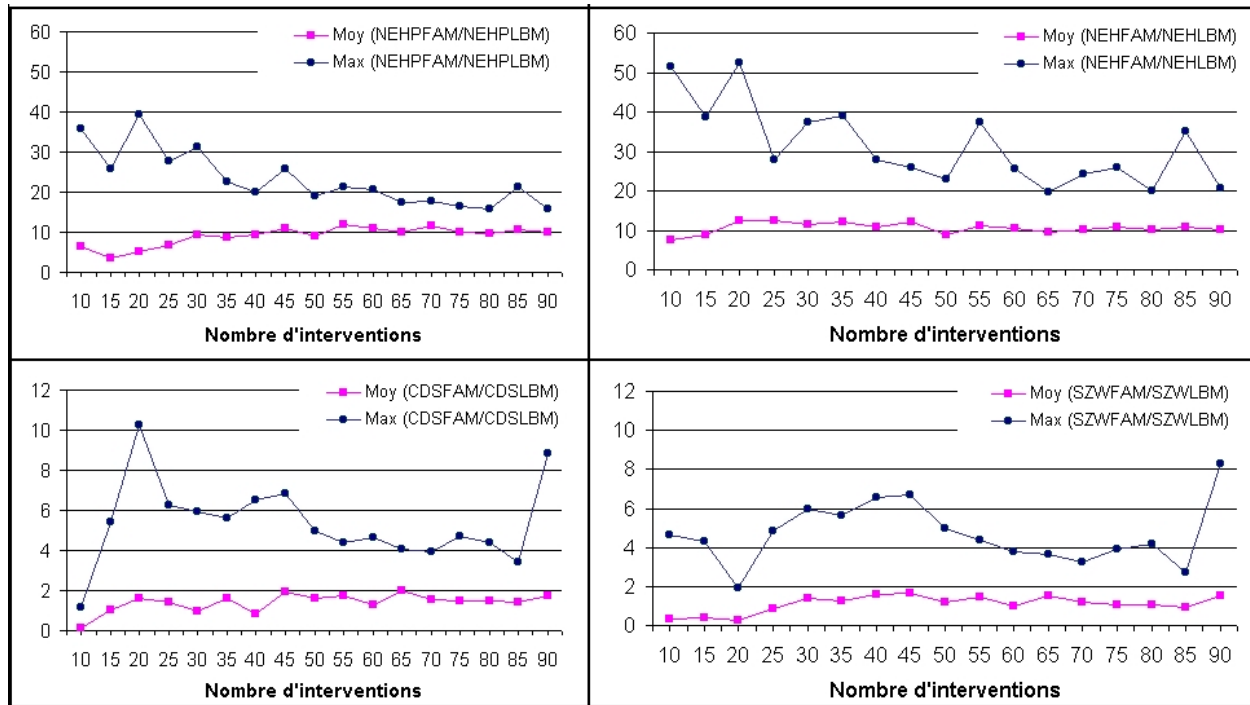 60
50
40
30
20
10
0
Moy (NEHPFAM/NEHPLBM)
Max (NEHPFAM/NEHPLBM)
10 15 20 25 30 35 40 45 50 55 60 65 70 75 80 85 90
Nombre d'interventions
60
50
40
30
20
10
0
Moy (NEHFAM/NEHLBM)
Max (NEHFAM/NEHLBM)
10 15 20 25 30 35 40 45 50 55 60 65 70 75 80 85 90
Nombre d'interventions
12
10
8
6
4
2
0
Moy (CDSFAM/CDSLBM)
Max (CDSFAM/CDSLBM)
10 15 20 25 30 35 40 45 50 55 60 65 70 75 80 85 90
Nombre d'interventions
12
10
8
6
4
2
0
Moy (SZWFAM/SZWLBM)
Max (SZWFAM/SZWLBM)
10 15 20 25 30 35 40 45 50 55 60 65 70 75 80 85 90
Nombre d'interventions